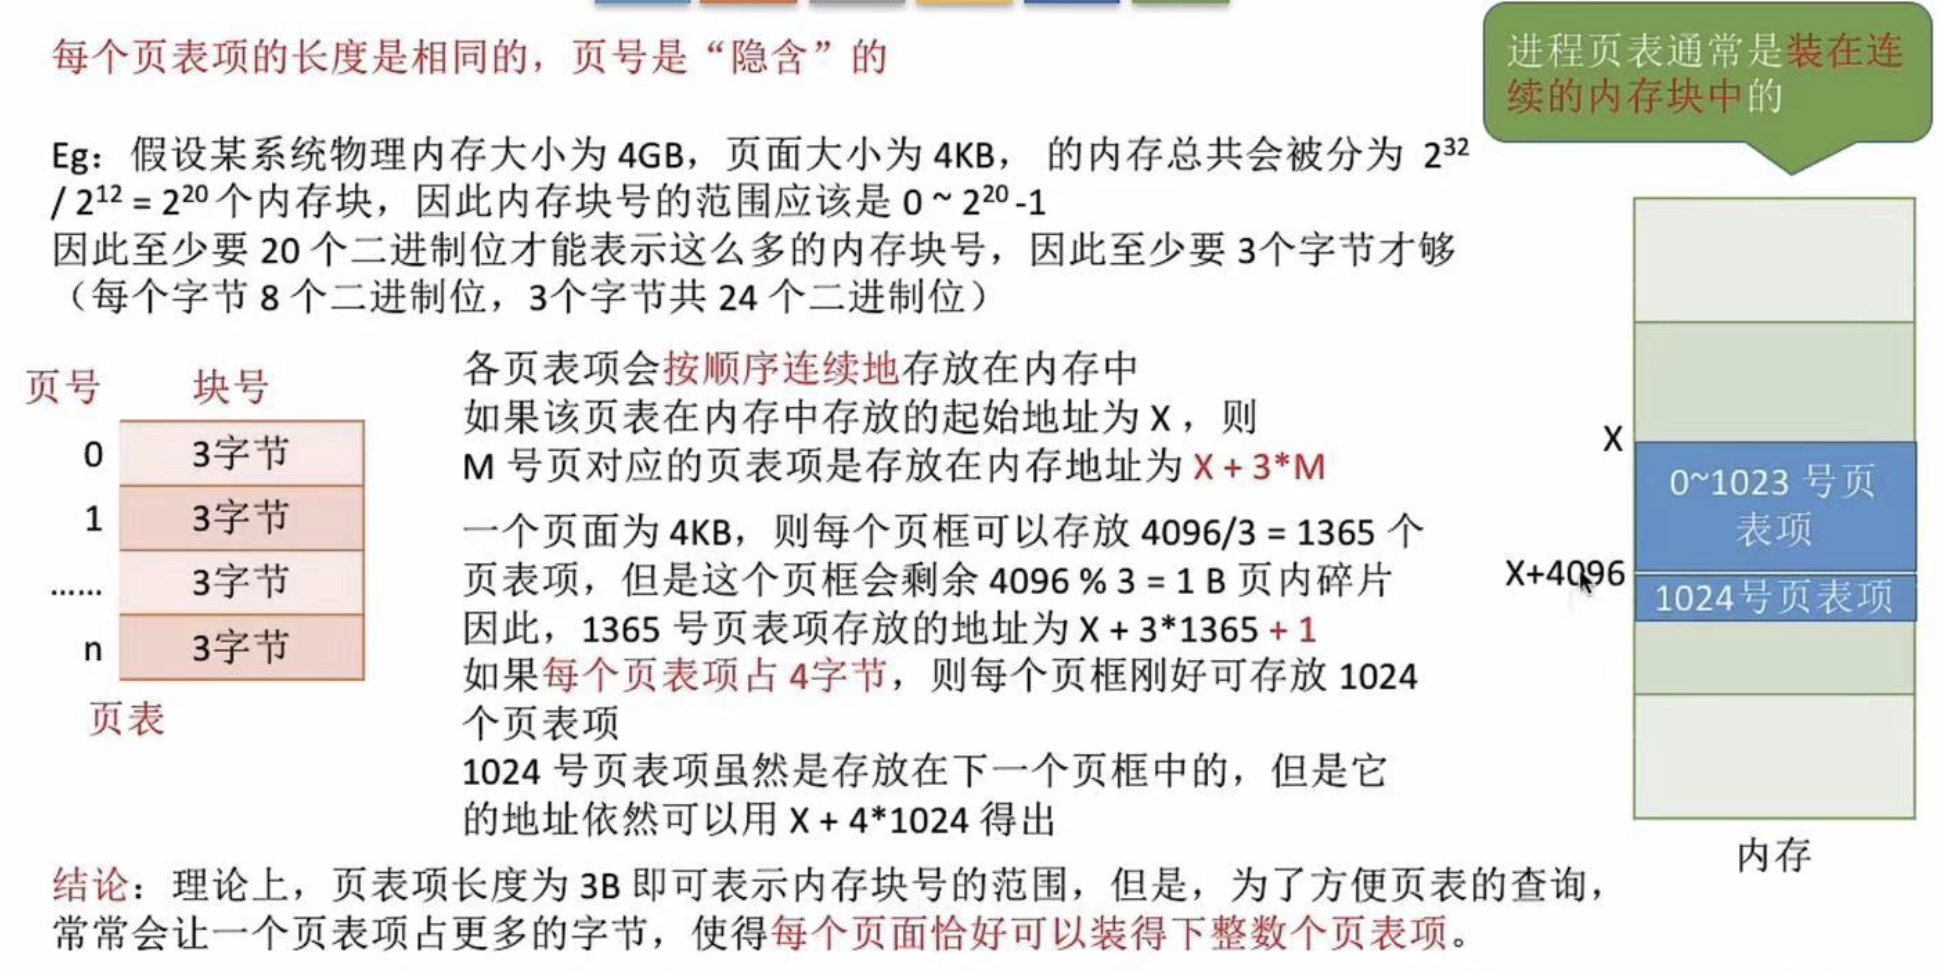 每个页表项的长度是相同的，页号是“隐含”的
进程页表通常是装在连
续的内存块中的
Eg：假设某系统物理内存大小为 4GB，页面大小为 4KB， 的内存总共会被分为 2³²
/ 2¹² = 2²⁰ 个内存块，因此内存块号的范围应该是 0 ~ 2²⁰ -1
因此至少要 20 个二进制位才能表示这么多的内存块号，因此至少要 3个字节才够
（每个字节 8 个二进制位，3个字节共 24 个二进制位）
页号 块号
0 3字节
1 3字节
...... 3字节
n 3字节
页表
各页表项会按顺序连续地存放在内存中
如果该页表在内存中存放的起始地址为 X ，则
M 号页对应的页表项是存放在内存地址为 X + 3*M
一个页面为 4KB，则每个页框可以存放 4096/3 = 1365 个
页表项，但是这个页框会剩余 4096 % 3 = 1 B 页内碎片
因此，1365 号页表项存放的地址为 X + 3*1365 + 1
如果每个页表项占 4字节，则每个页框刚好可存放 1024
个页表项
1024 号页表项虽然是存放在下一个页框中的，但是它
的地址依然可以用 X + 4*1024 得出
X
0~1023 号页
表项
X+4096
1024号页表项
内存
结论：理论上，页表项长度为 3B 即可表示内存块号的范围，但是，为了方便页表的查询，
常常会让一个页表项占更多的字节，使得每个页面恰好可以装得下整数个页表项。